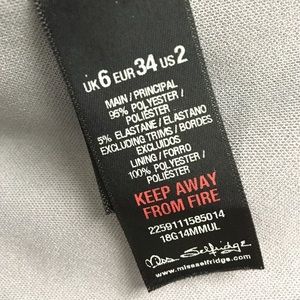 UK 6 EUR 34 US 2
MAIN / PRINCIPAL
95% POLYESTER /
POLIÉSTER
5% ELASTANE / ELASTANO
EXCLUDING TRIMS / BORDES
EXCLUIDOS
LINING / FORRO
100% POLYESTER /
POLIÉSTER
KEEP AWAY
FROM FIRE
2259111585014
18G14MMUL
Miss Selfridge
www.missselfridge.com